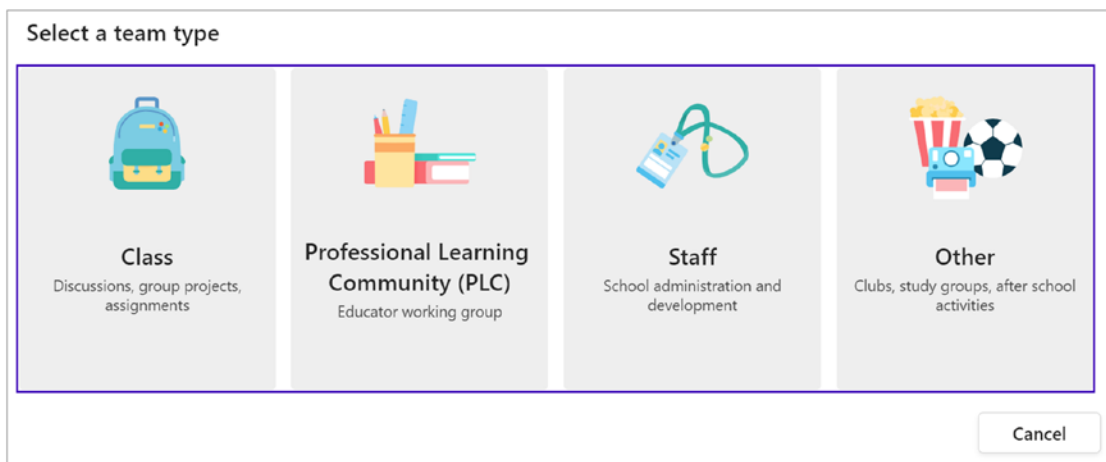 Select a team type
Class
Discussions, group projects,
assignments
Professional Learning
Community (PLC)
Educator working group
Staff
School administration and
development
Other
Clubs, study groups, after school
activities
Cancel